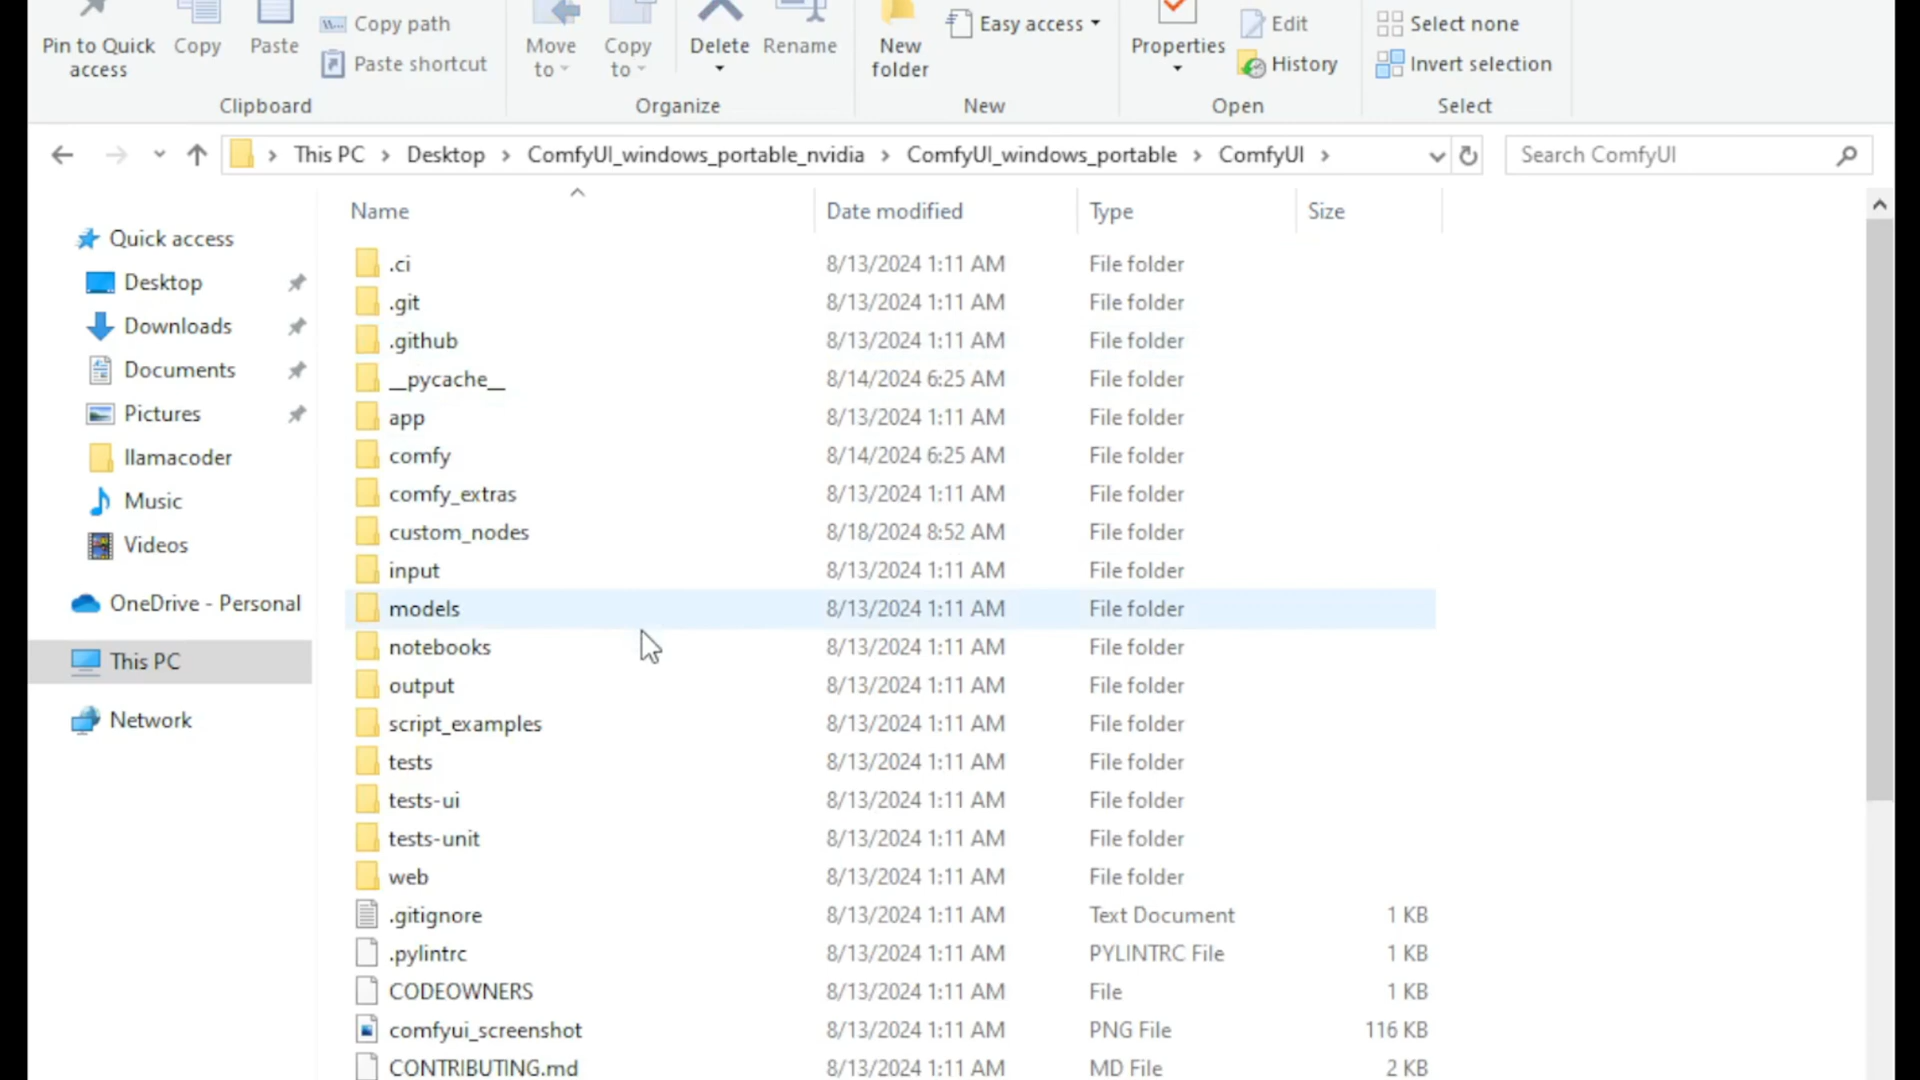 Pin to Quick access
Copy
Paste
Copy path
Paste shortcut
Clipboard
Move to
Copy to
Delete
Rename
Organize
New folder
Easy access
New
Properties
Edit
History
Open
Select none
Invert selection
Select
This PC > Desktop > ComfyUI_windows_portable_nvidia > ComfyUI_windows_portable > ComfyUI >
Search ComfyUI
Quick access
Desktop
Downloads
Documents
Pictures
llamacoder
Music
Videos
OneDrive - Personal
This PC
Network
Name Date modified Type Size
.ci 8/13/2024 1:11 AM File folder
.git 8/13/2024 1:11 AM File folder
.github 8/13/2024 1:11 AM File folder
__pycache__ 8/14/2024 6:25 AM File folder
app 8/13/2024 1:11 AM File folder
comfy 8/14/2024 6:25 AM File folder
comfy_extras 8/13/2024 1:11 AM File folder
custom_nodes 8/18/2024 8:52 AM File folder
input 8/13/2024 1:11 AM File folder
models 8/13/2024 1:11 AM File folder
notebooks 8/13/2024 1:11 AM File folder
output 8/13/2024 1:11 AM File folder
script_examples 8/13/2024 1:11 AM File folder
tests 8/13/2024 1:11 AM File folder
tests-ui 8/13/2024 1:11 AM File folder
tests-unit 8/13/2024 1:11 AM File folder
web 8/13/2024 1:11 AM File folder
.gitignore 8/13/2024 1:11 AM Text Document 1 KB
.pylintrc 8/13/2024 1:11 AM PYLINTRC File 1 KB
CODEOWNERS 8/13/2024 1:11 AM File 1 KB
comfyui_screenshot 8/13/2024 1:11 AM PNG File 116 KB
CONTRIBUTING.md 8/13/2024 1:11 AM MD File 2 KB